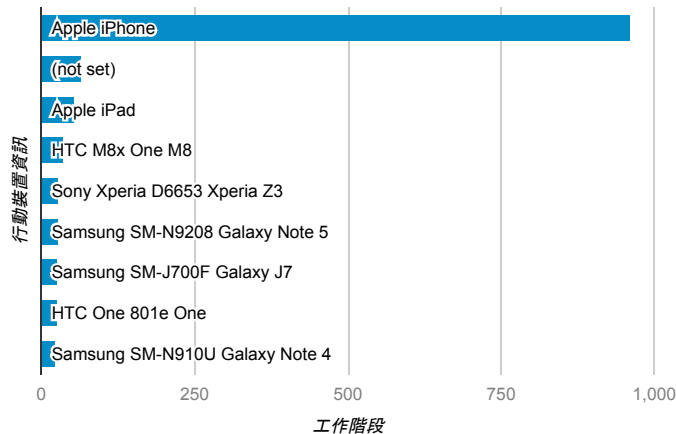 Apple iPhone
(not set)
Apple iPad
HTC M8x One M8
Sony Xperia D6653 Xperia Z3
Samsung SM-N9208 Galaxy Note 5
Samsung SM-J700F Galaxy J7
HTC One 801e One
Samsung SM-N910U Galaxy Note 4
行動裝置資訊
0 250 500 750 1,000
工作階段